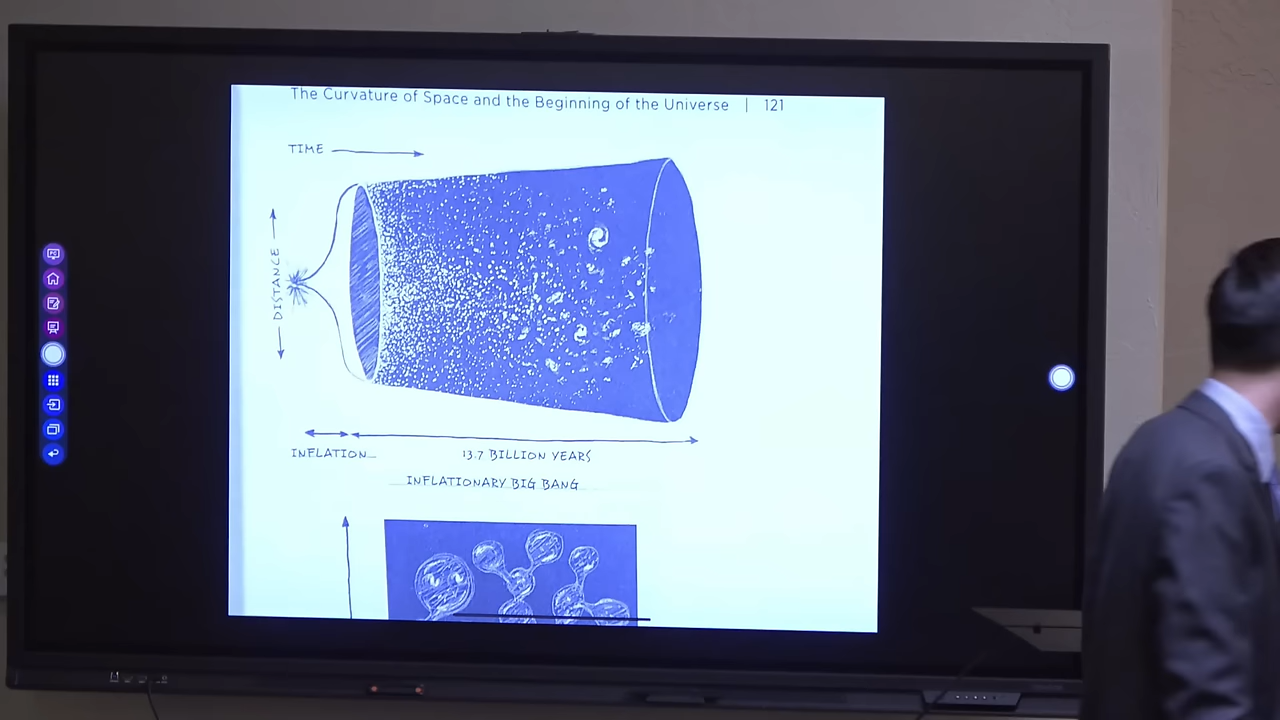 The Curvature of Space and the Beginning of the Universe | 121
TIME
DISTANCE
INFLATION
13.7 BILLION YEARS
INFLATIONARY BIG BANG